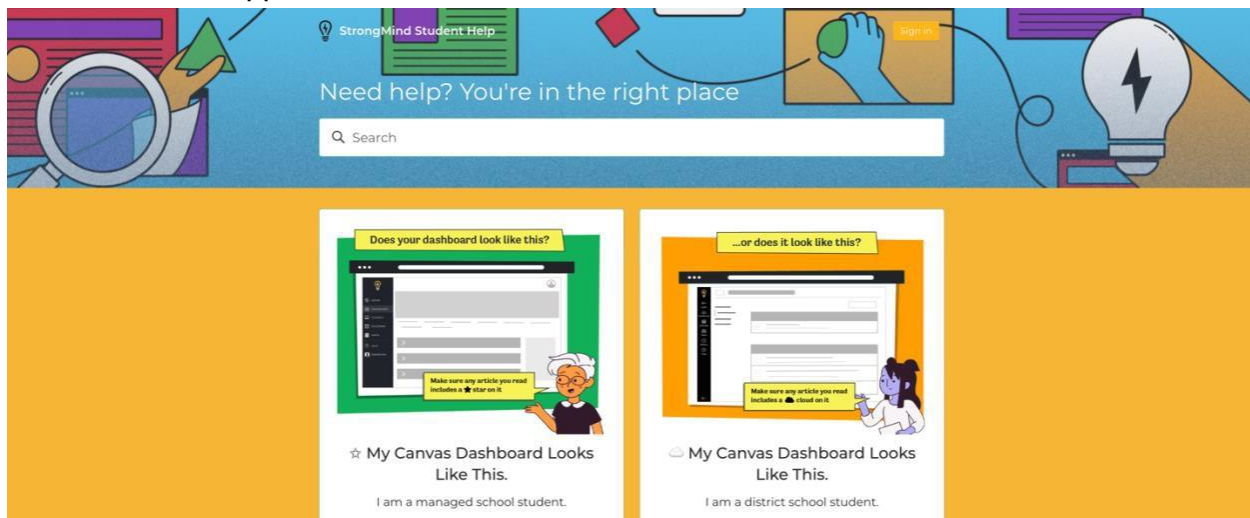 StrongMind Student Help
Sign in
Need help? You're in the right place
Search
Does your dashboard look like this?
Make sure any article you read
includes a ★ star on it
☆ My Canvas Dashboard Looks
Like This.
I am a managed school student.
...or does it look like this?
Make sure any article you read
includes a ☁ cloud on it
☁ My Canvas Dashboard Looks
Like This.
I am a district school student.